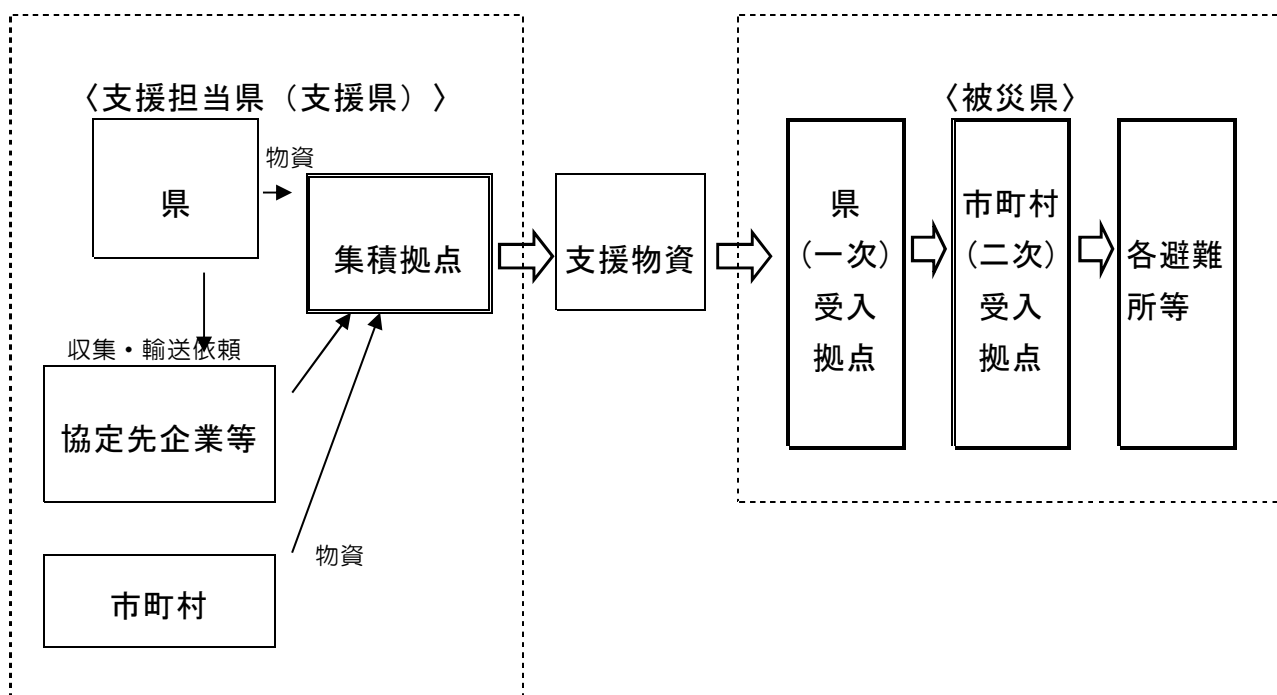 〈支援担当県（支援県）〉
県
物資
集積拠点
収集・輸送依頼
協定先企業等
物資
市町村
支援物資
〈被災県〉
県
（一次）
受入
拠点
市町村
（二次）
受入
拠点
各避難
所等